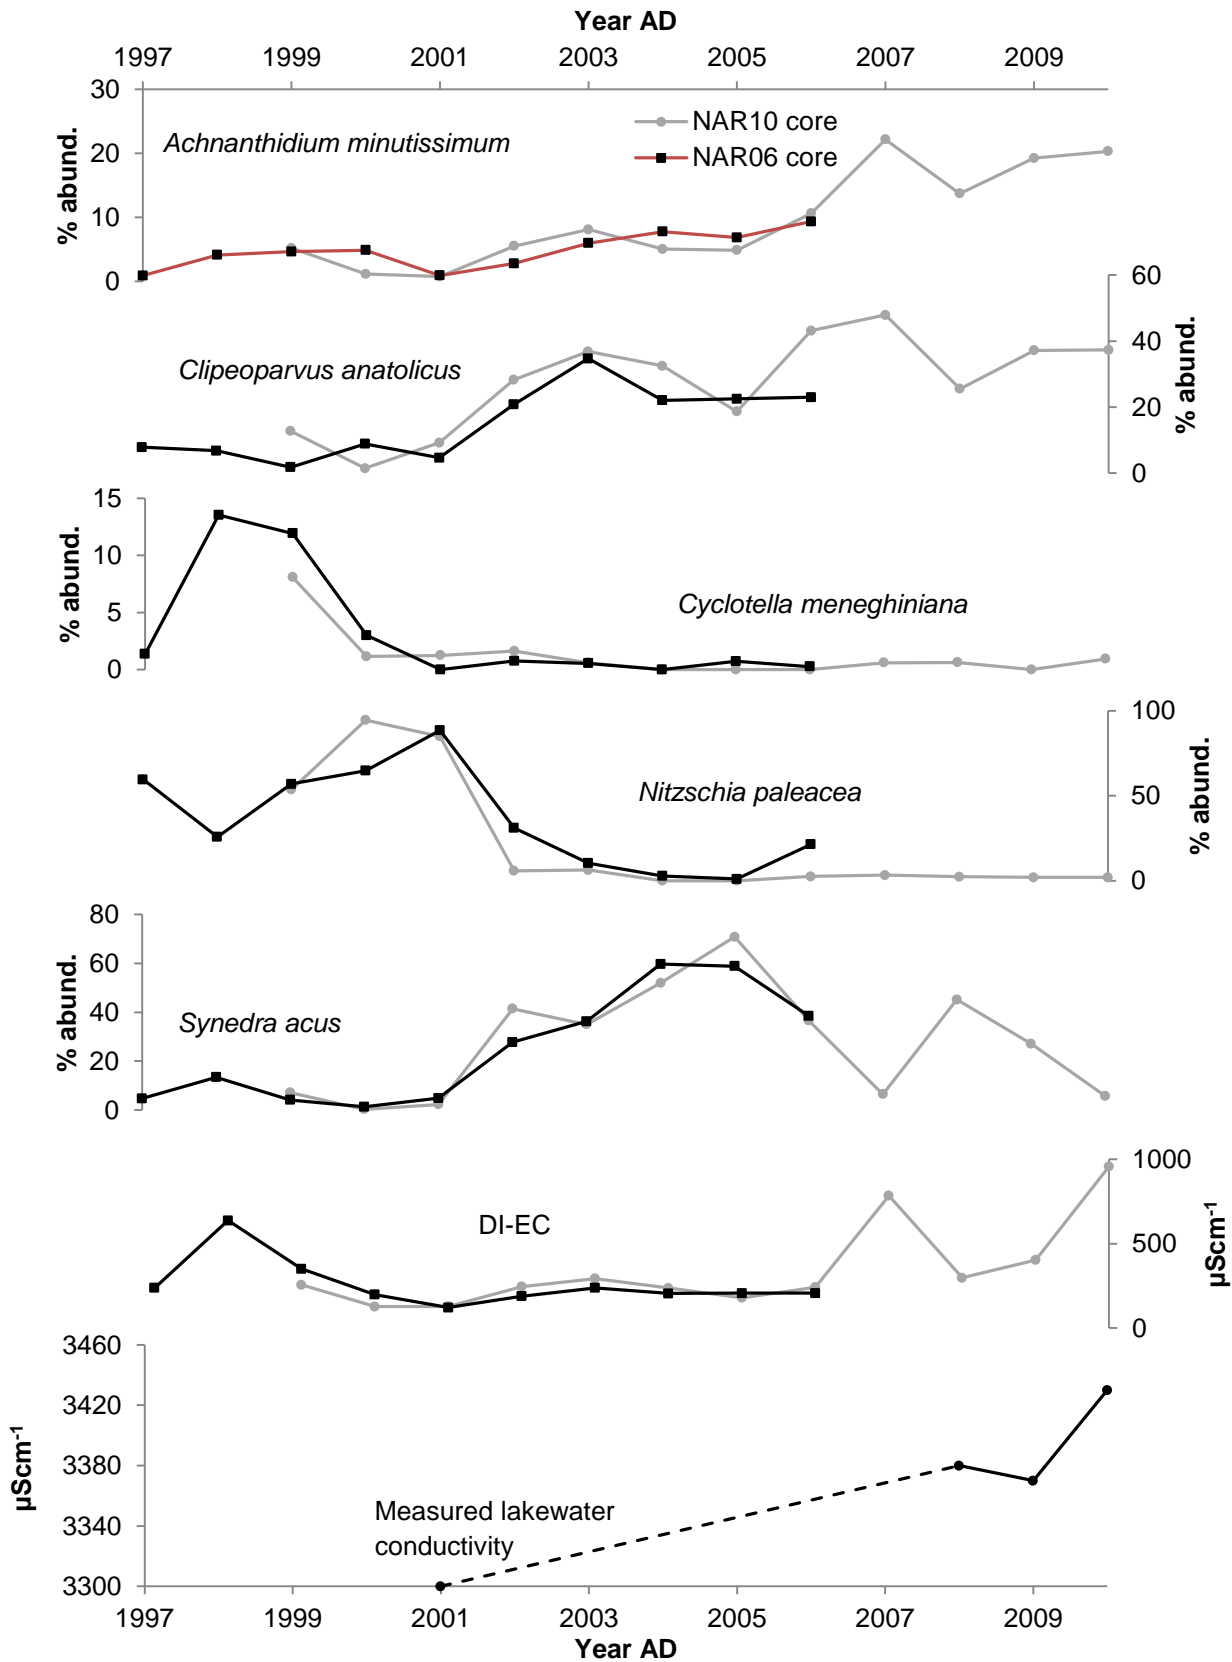 Year AD
1997 1999 2001 2003 2005 2007 2009
30
20
10
0
% abund.
Achnanthidium minutissimum
NAR10 core
NAR06 core
60
40
20
0
% abund.
Clipeoparvus anatolicus
15
10
5
0
% abund.
Cyclotella meneghiniana
100
50
0
% abund.
Nitzschia paleacea
80
60
40
20
0
% abund.
Synedra acus
1000
500
0
µScm-1
DI-EC
3460
3420
3380
3340
3300
µScm-1
Measured lakewater
conductivity
1997 1999 2001 2003 2005 2007 2009
Year AD